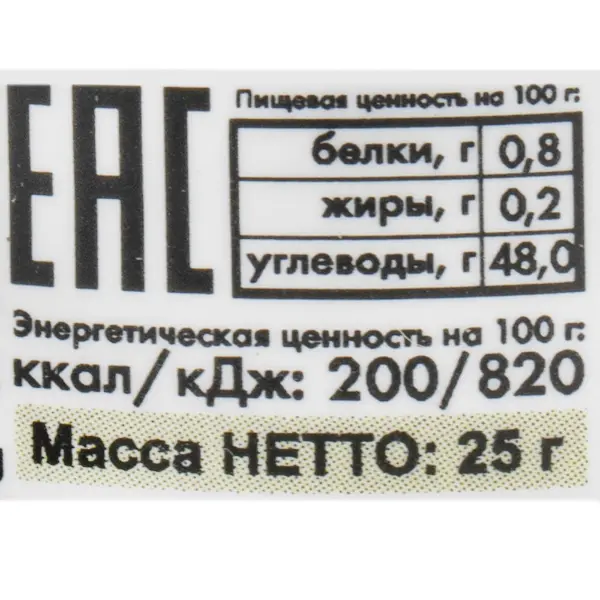 ЕАС
Пищевая ценность на 100 г:
белки, г 0,8
жиры, г 0,2
углеводы, г 48,0
Энергетическая ценность на 100 г:
ккал/кДж: 200/820
Масса НЕТТО: 25 г